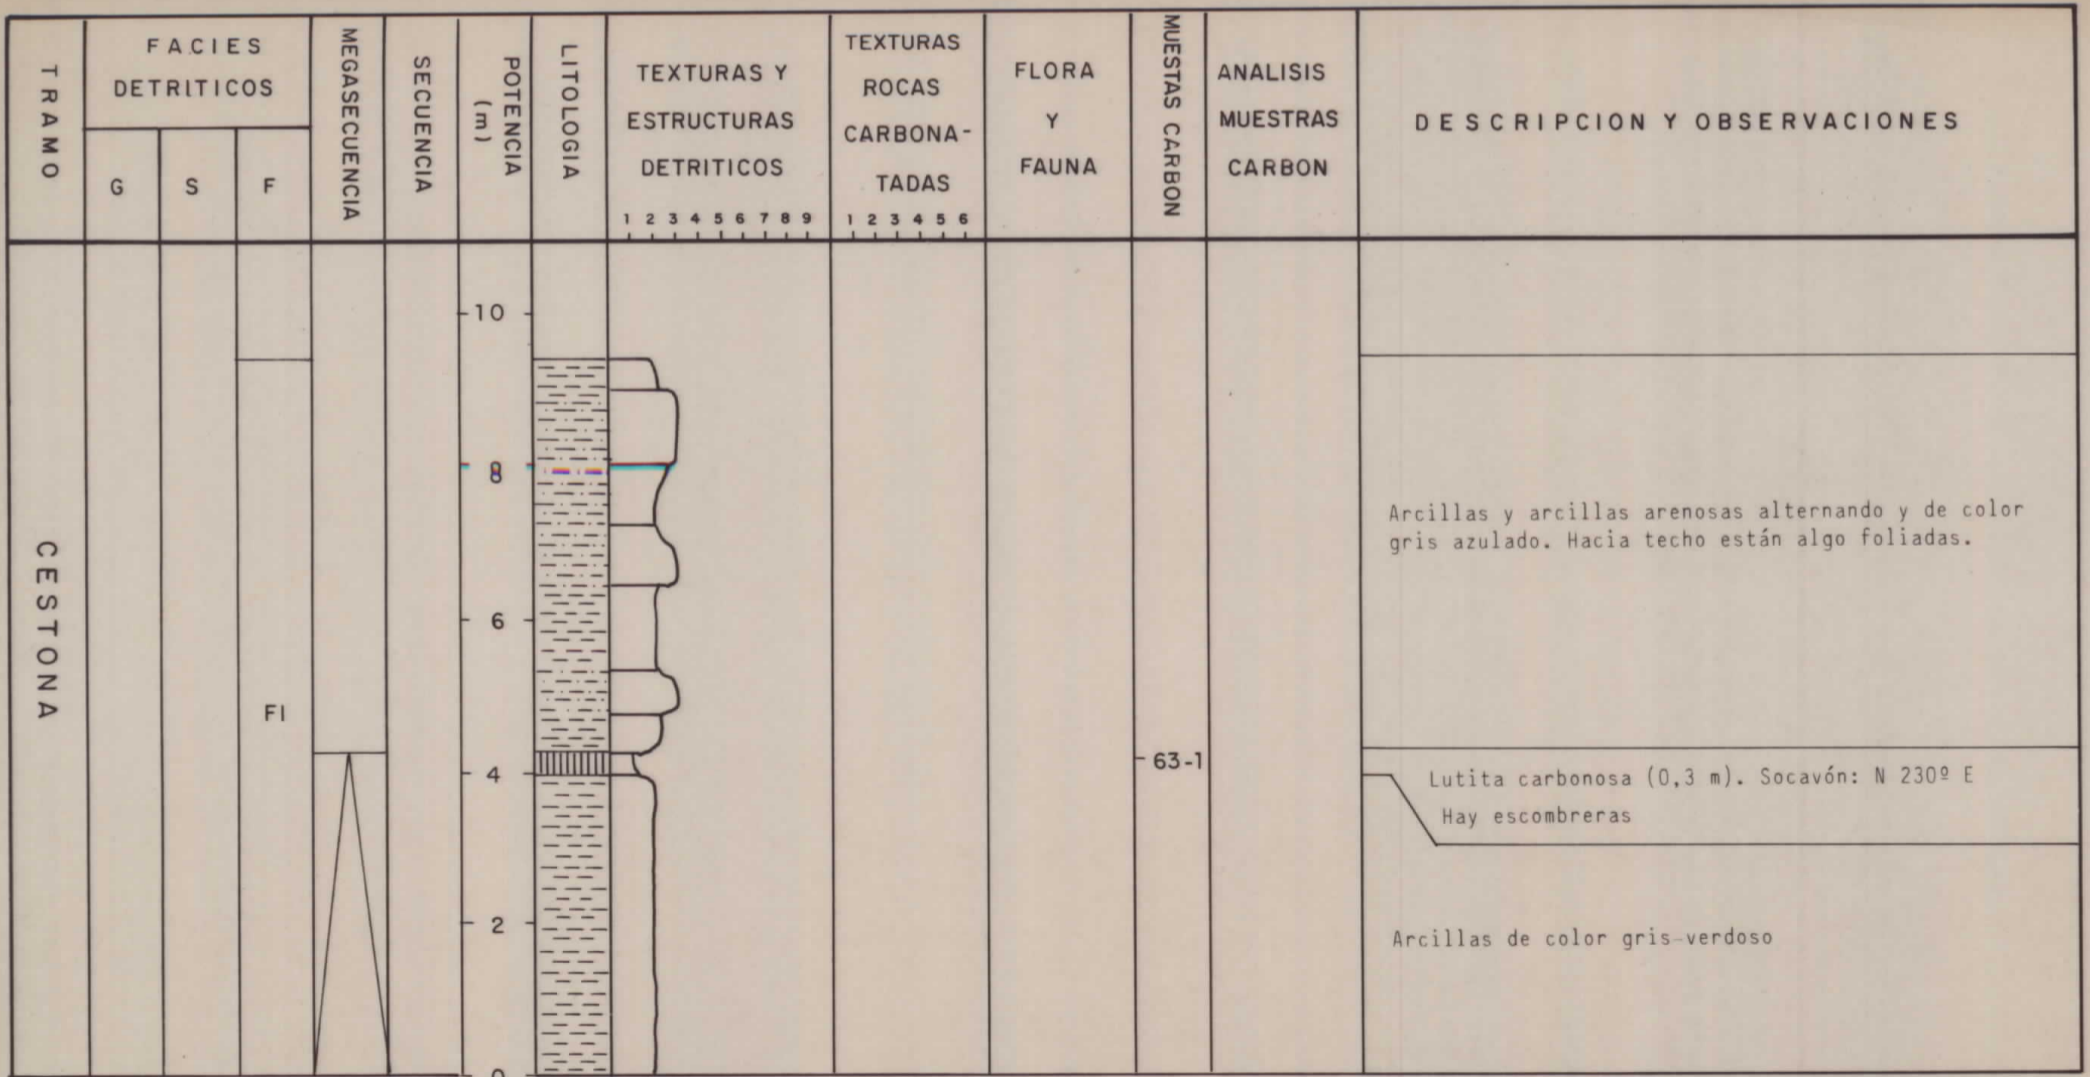 TRAMO
FACIES
DETRITICOS
G S F
MEGASECUENCIA
SECUENCIA
POTENCIA
(m)
LITOLOGIA
TEXTURAS Y
ESTRUCTURAS
DETRITICOS
1 2 3 4 5 6 7 8 9
TEXTURAS
ROCAS
CARBONA-
TADAS
1 2 3 4 5 6
FLORA
Y
FAUNA
MUESTAS CARBON
ANALISIS
MUESTRAS
CARBON
DESCRIPCION Y OBSERVACIONES
CESTONA
Fl
10
8
6
4
2
0
63-1
Arcillas y arcillas arenosas alternando y de color
gris azulado. Hacia techo están algo foliadas.
Lutita carbonosa (0,3 m). Socavón: N 230º E
Hay escombreras
Arcillas de color gris-verdoso